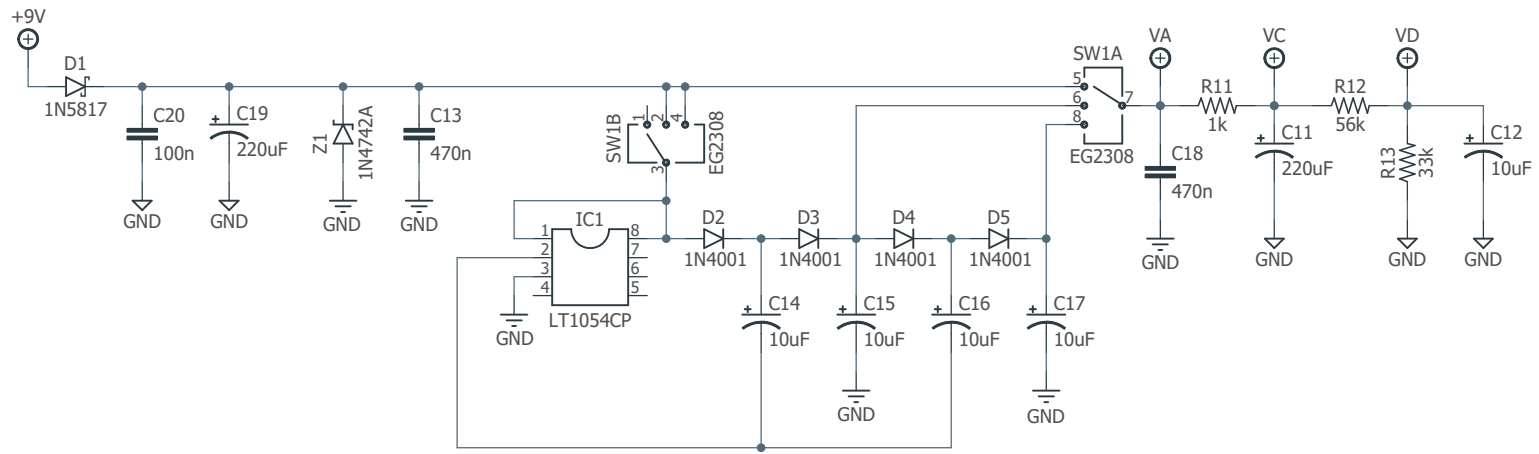 +9V
D1
1N5817
C20
100n
GND
C19
220uF
GND
Z1
1N4742A
GND
C13
470n
GND
SW1B
1
2
4
3
EG2308
SW1A
5
6
8
7
EG2308
VA
C18
470n
GND
R11
1k
VC
C11
220uF
GND
R12
56k
VD
R13
33k
GND
C12
10uF
GND
IC1
1
2
3
4
8
7
6
5
LT1054CP
GND
D2
1N4001
D3
1N4001
D4
1N4001
D5
1N4001
C14
10uF
C15
10uF
GND
C16
10uF
C17
10uF
GND